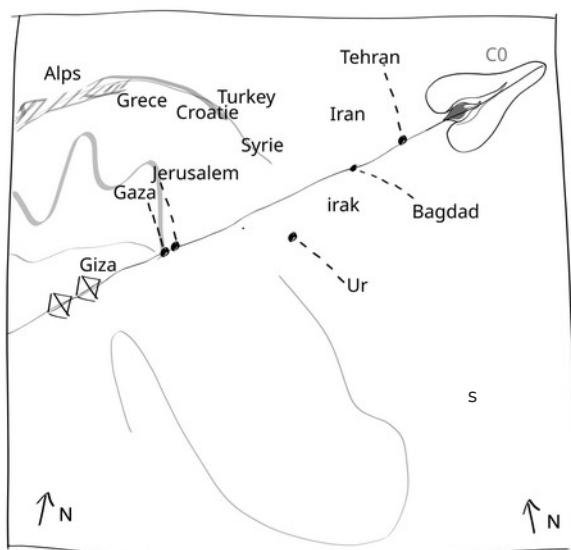 Tehran
C0
Alps
Grece
Turkey
Croatie
Iran
Syrie
Jerusalem
Gaza
irak
Bagdad
Giza
Ur
s
N
N